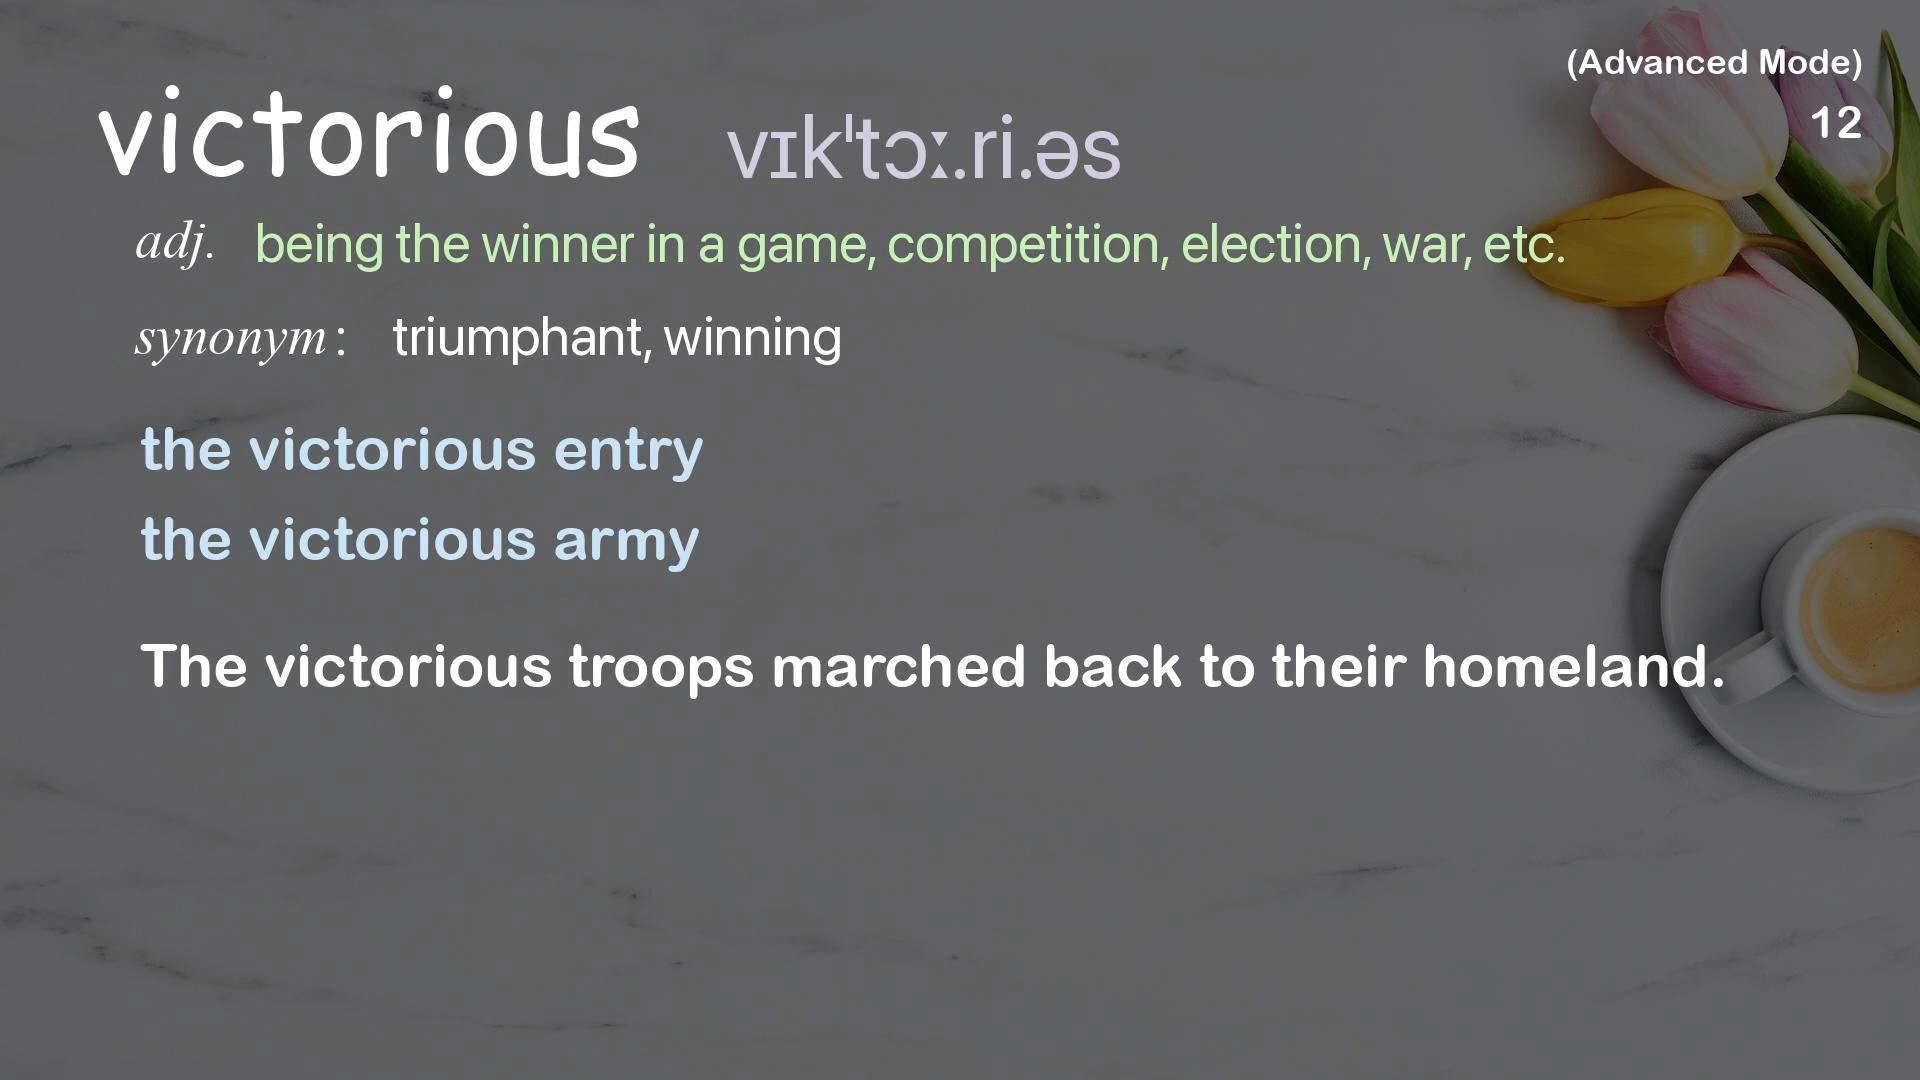 (Advanced Mode)
12
victorious vɪkˈtɔː.ri.əs
adj. being the winner in a game, competition, election, war, etc.
synonym : triumphant, winning
the victorious entry
the victorious army
The victorious troops marched back to their homeland.